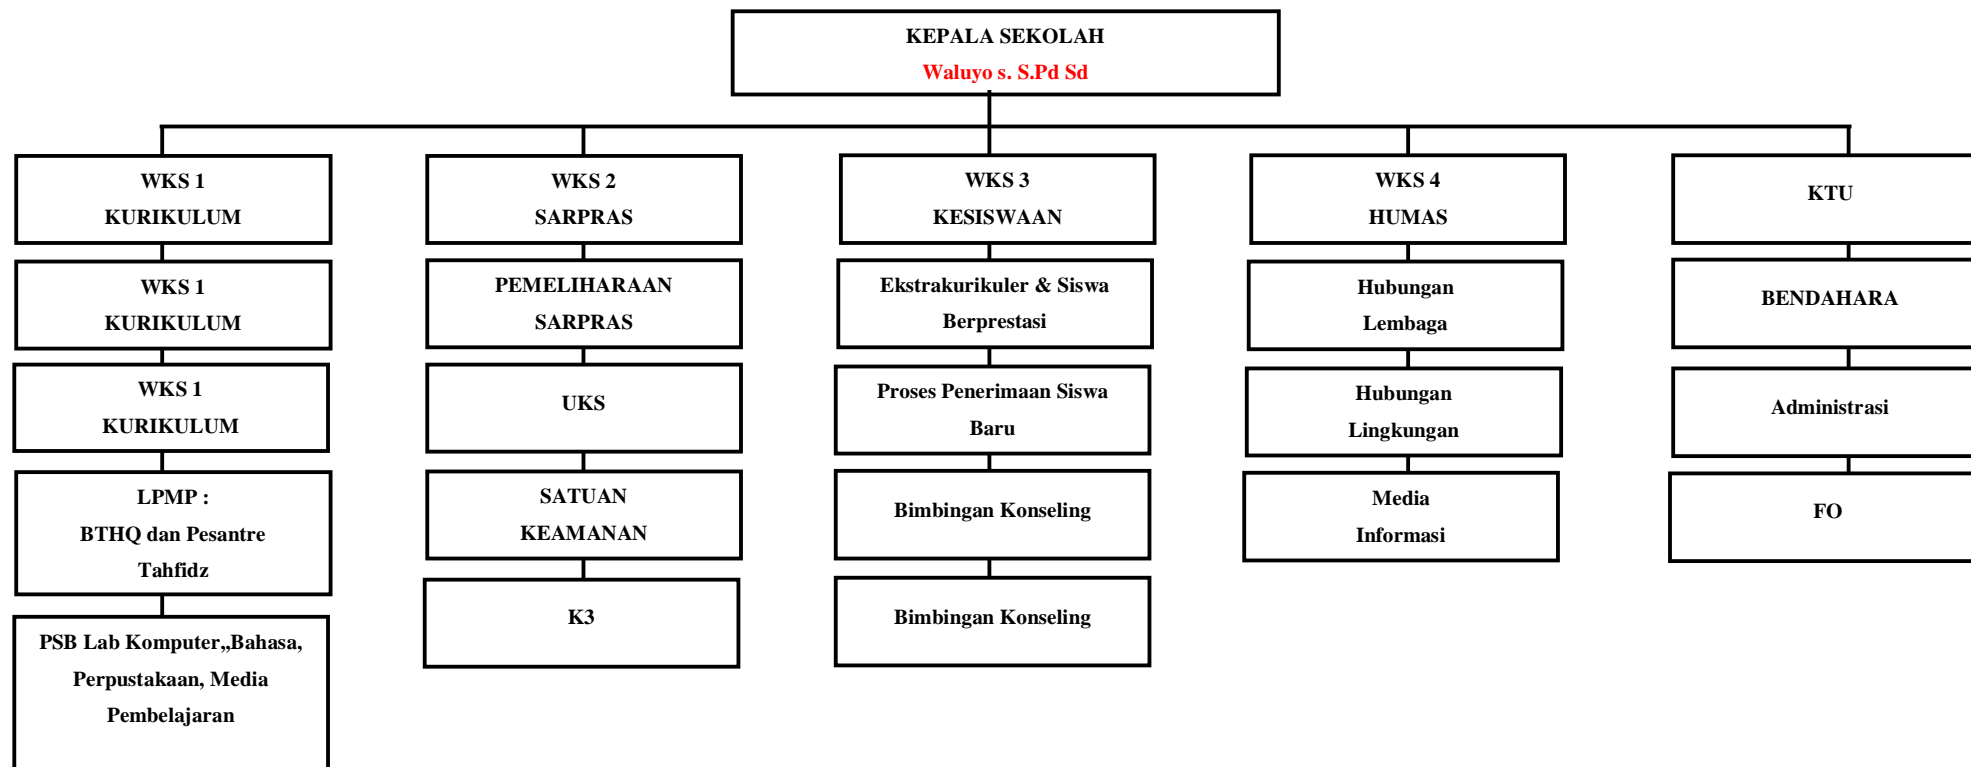 KEPALA SEKOLAH
Waluyo s. S.Pd Sd
WKS 1
KURIKULUM
WKS 1
KURIKULUM
WKS 1
KURIKULUM
LPMP :
BTHQ dan Pesantre
Tahfidz
PSB Lab Komputer,,Bahasa,
Perpustakaan, Media
Pembelajaran
WKS 2
SARPRAS
PEMELIHARAAN
SARPRAS
UKS
SATUAN
KEAMANAN
K3
WKS 3
KESISWAAN
Ekstrakurikuler & Siswa
Berprestasi
Proses Penerimaan Siswa
Baru
Bimbingan Konseling
Bimbingan Konseling
WKS 4
HUMAS
Hubungan
Lembaga
Hubungan
Lingkungan
Media
Informasi
KTU
BENDAHARA
Administrasi
FO